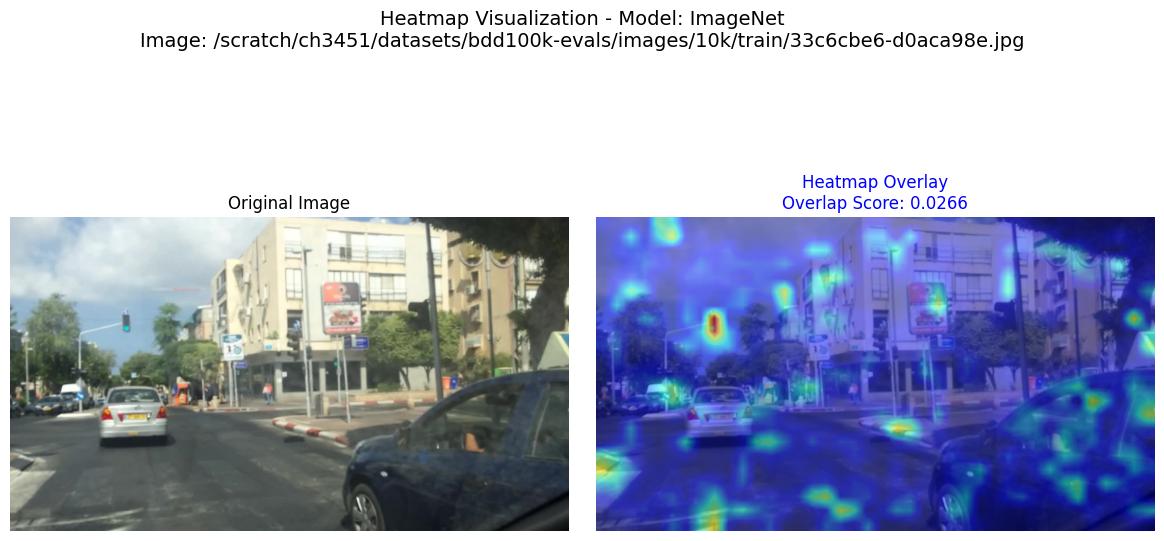 Heatmap Visualization - Model: ImageNet
Image: /scratch/ch3451/datasets/bdd100k-evals/images/10k/train/33c6cbe6-d0aca98e.jpg
Original Image
Heatmap Overlay
Overlap Score: 0.0266